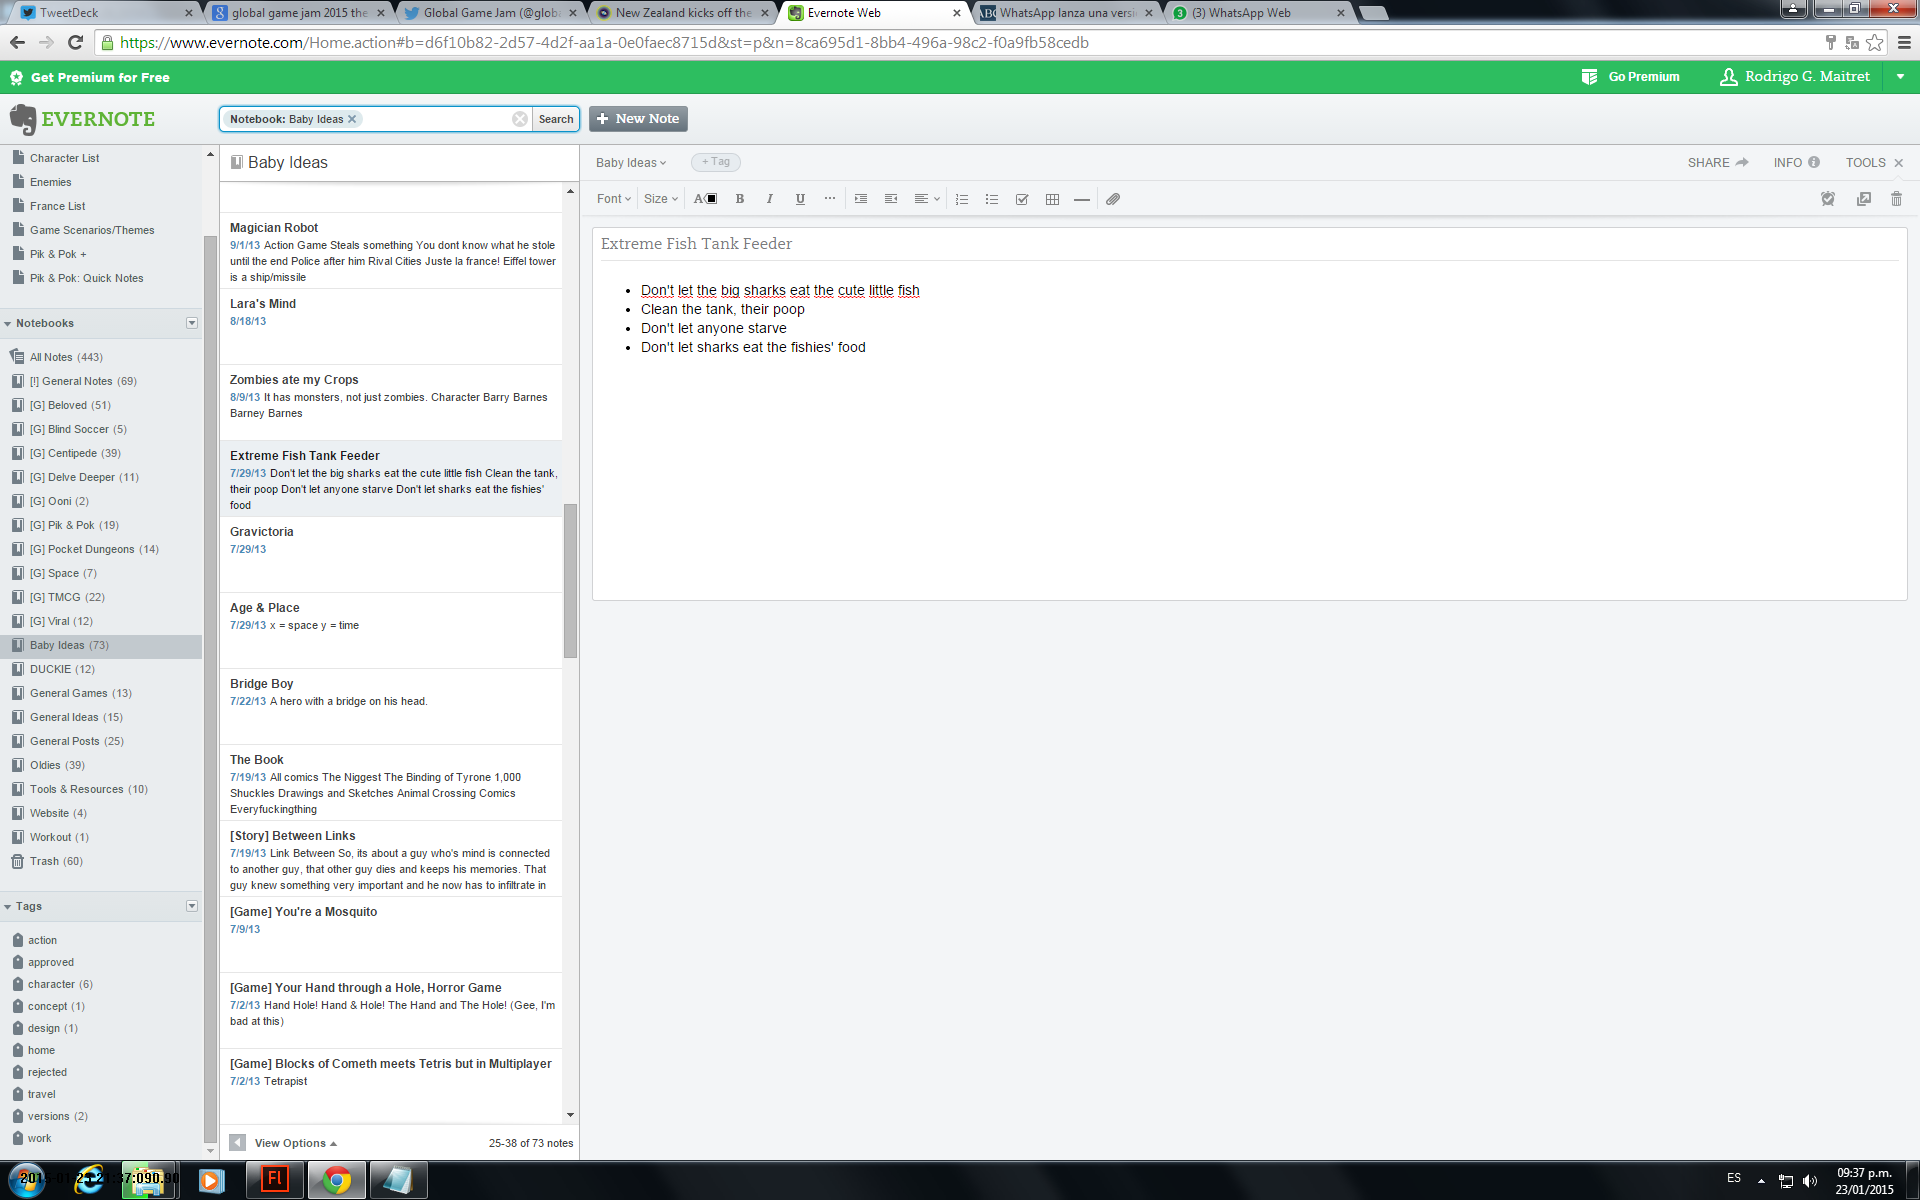 TweetDeck
global game jam 2015 the
Global Game Jam (@globa
New Zealand kicks off the
Evernote Web
WhatsApp lanza una versi
(3) WhatsApp Web
https://www.evernote.com/Home.action#b=d6f10b82-2d57-4d2f-aa1a-0e0faec8715d&st=p&n=8ca695d1-8bb4-496a-98c2-f0a9fb58cedb
Get Premium for Free
Go Premium
Rodrigo G. Maitret
EVERNOTE
Notebook: Baby Ideas
Search
+ New Note
Character List
Enemies
France List
Game Scenarios/Themes
Pik & Pok +
Pik & Pok: Quick Notes
Notebooks
All Notes (443)
[!] General Notes (69)
[G] Beloved (51)
[G] Blind Soccer (5)
[G] Centipede (39)
[G] Delve Deeper (11)
[G] Ooni (2)
[G] Pik & Pok (19)
[G] Pocket Dungeons (14)
[G] Space (7)
[G] TMCG (22)
[G] Viral (12)
Baby Ideas (73)
DUCKIE (12)
General Games (13)
General Ideas (15)
General Posts (25)
Oldies (39)
Tools & Resources (10)
Website (4)
Workout (1)
Trash (60)
Tags
action
approved
character (6)
concept (1)
design (1)
home
rejected
travel
versions (2)
work
Baby Ideas
Magician Robot
9/1/13 Action Game Steals something You dont know what he stole
until the end Police after him Rival Cities Juste la france! Eiffel tower
is a ship/missile
Lara's Mind
8/18/13
Zombies ate my Crops
8/9/13 It has monsters, not just zombies. Character Barry Barnes
Barney Barnes
Extreme Fish Tank Feeder
7/29/13 Don't let the big sharks eat the cute little fish Clean the tank,
their poop Don't let anyone starve Don't let sharks eat the fishies'
food
Gravictoria
7/29/13
Age & Place
7/29/13 x = space y = time
Bridge Boy
7/22/13 A hero with a bridge on his head.
The Book
7/19/13 All comics The Niggest The Binding of Tyrone 1,000
Shuckles Drawings and Sketches Animal Crossing Comics
Everyfuckingthing
[Story] Between Links
7/19/13 Link Between So, its about a guy who's mind is connected
to another guy, that other guy dies and keeps his memories. That
guy knew something very important and he now has to infiltrate in
[Game] You're a Mosquito
7/9/13
[Game] Your Hand through a Hole, Horror Game
7/2/13 Hand Hole! Hand & Hole! The Hand and The Hole! (Gee, I'm
bad at this)
[Game] Blocks of Cometh meets Tetris but in Multiplayer
7/2/13 Tetrapist
View Options
25-38 of 73 notes
Baby Ideas
+ Tag
SHARE
INFO
TOOLS
Font
Size
A
B
I
U
Extreme Fish Tank Feeder
• Don't let the big sharks eat the cute little fish
• Clean the tank, their poop
• Don't let anyone starve
• Don't let sharks eat the fishies' food
Fl
ES
09:37 p.m.
23/01/2015